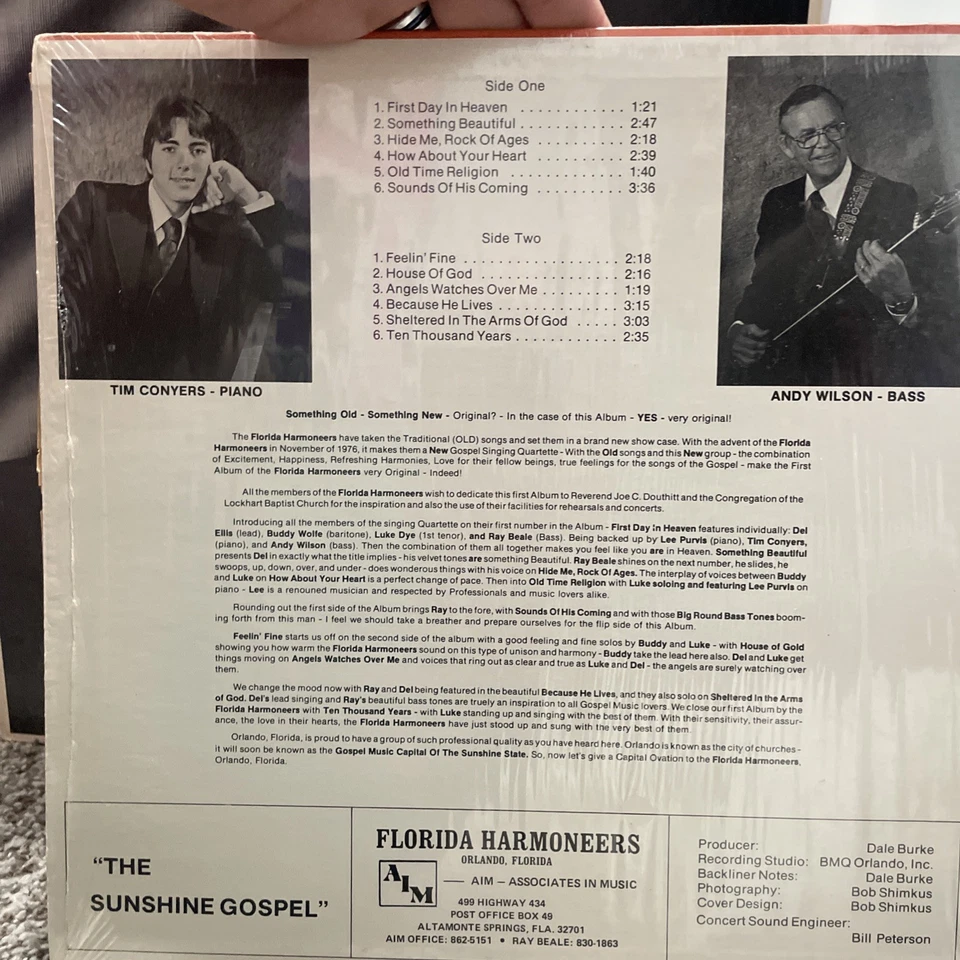 Side One
1. First Day In Heaven . . . . . . . . . . . . 1:21
2. Something Beautiful . . . . . . . . . . . . 2:47
3. Hide Me, Rock Of Ages . . . . . . . . . . 2:18
4. How About Your Heart . . . . . . . . . . 2:39
5. Old Time Religion . . . . . . . . . . . . . 1:40
6. Sounds Of His Coming . . . . . . . . . . 3:36
Side Two
1. Feelin' Fine . . . . . . . . . . . . . . . . . . 2:18
2. House Of God . . . . . . . . . . . . . . . . 2:16
3. Angels Watches Over Me . . . . . . . . . 1:19
4. Because He Lives . . . . . . . . . . . . . . 3:15
5. Sheltered In The Arms Of God . . . . . 3:03
6. Ten Thousand Years . . . . . . . . . . . . 2:35
TIM CONYERS - PIANO
ANDY WILSON - BASS
Something Old - Something New - Original? - In the case of this Album - YES - very original!
The Florida Harmoneers have taken the Traditional (OLD) songs and set them in a brand new show case. With the advent of the Florida
Harmoneers in November of 1976, it makes them a New Gospel Singing Quartette - With the Old songs and this New group - the combination
of Excitement, Happiness, Refreshing Harmonies, Love for their fellow beings, true feelings for the songs of the Gospel - make the First
Album of the Florida Harmoneers very Original - Indeed!
All the members of the Florida Harmoneers wish to dedicate this first Album to Reverend Joe C. Douthitt and the Congregation of the
Lockhart Baptist Church for the inspiration and also the use of their facilities for rehearsals and concerts.
Introducing all the members of the singing Quartette on their first number in the Album - First Day in Heaven features individually: Del
Ellis (lead), Buddy Wolfe (baritone), Luke Dye (1st tenor), and Ray Beale (Bass). Being backed up by Lee Purvis (piano), Tim Conyers,
(piano), and Andy Wilson (bass). Then the combination of them all together makes you feel like you are in Heaven. Something Beautiful
presents Del in exactly what the title implies - his velvet tones are something Beautiful. Ray Beale shines on the next number, he slides, he
swoops, up, down, over, and under - does wonderous things with his voice on Hide Me, Rock Of Ages. The interplay of voices between Buddy
and Luke on How About Your Heart is a perfect change of pace. Then into Old Time Religion with Luke soloing and featuring Lee Purvis on
piano - Lee is a renouned musician and respected by Professionals and music lovers alike.
Rounding out the first side of the Album brings Ray to the fore, with Sounds Of His Coming and with those Big Round Bass Tones boom-
ing forth from this man - I feel we should take a breather and prepare ourselves for the flip side of this Album.
Feelin' Fine starts us off on the second side of the album with a good feeling and fine solos by Buddy and Luke - with House of Gold
showing you how warm the Florida Harmoneers sound on this type of unison and harmony - Buddy take the lead here also. Del and Luke get
things moving on Angels Watches Over Me and voices that ring out as clear and true as Luke and Del - the angels are surely watching over
them.
We change the mood now with Ray and Del being featured in the beautiful Because He Lives, and they also solo on Sheltered In the Arms
of God. Del's lead singing and Ray's beautiful bass tones are truely an inspiration to all Gospel Music lovers. We close our first Album by the
Florida Harmoneers with Ten Thousand Years - with Luke standing up and singing with the best of them. With their sensitivity, their assur-
ance, the love in their hearts, the Florida Harmoneers have just stood up and sung with the very best of them.
Orlando, Florida, is proud to have a group of such professional quality as you have heard here. Orlando is known as the city of churches -
it will soon be known as the Gospel Music Capital Of The Sunshine State. So, now let's give a Capital Ovation to the Florida Harmoneers,
Orlando, Florida.
"THE
SUNSHINE GOSPEL"
FLORIDA HARMONEERS
ORLANDO, FLORIDA
AIM
— AIM – ASSOCIATES IN MUSIC
499 HIGHWAY 434
POST OFFICE BOX 49
ALTAMONTE SPRINGS, FLA. 32701
AIM OFFICE: 862-5151 • RAY BEALE: 830-1863
Producer: Dale Burke
Recording Studio: BMQ Orlando, Inc.
Backliner Notes: Dale Burke
Photography: Bob Shimkus
Cover Design: Bob Shimkus
Concert Sound Engineer:
Bill Peterson